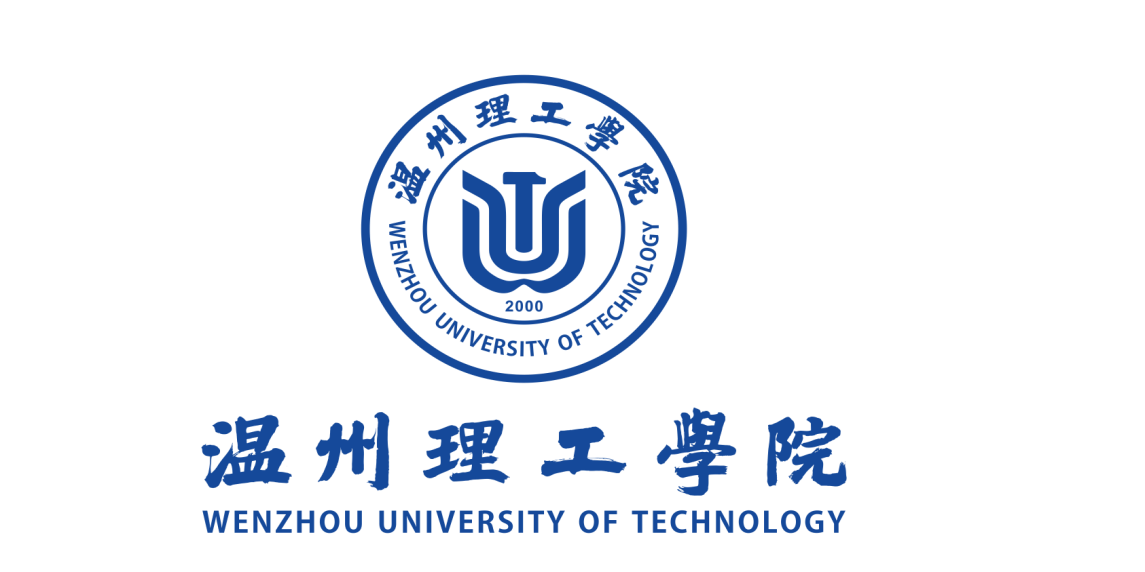 温州理工學院
WENZHOU UNIVERSITY OF TECHNOLOGY
2000
温州理工學院
WENZHOU UNIVERSITY OF TECHNOLOGY